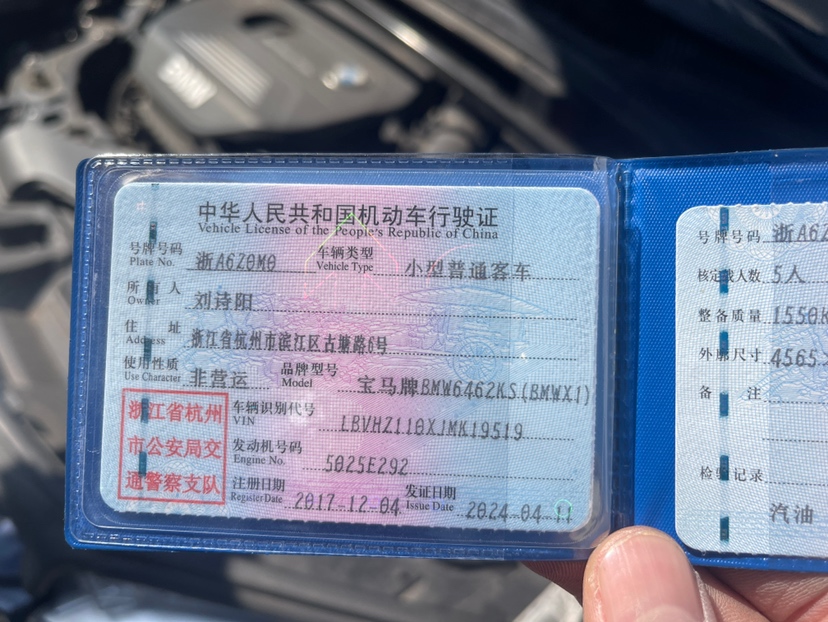 中华人民共和国机动车行驶证
Vehicle License of the People's Republic of China
号牌号码 浙A6Z0M0 车辆类型 小型普通客车
Plate No. Vehicle Type
所有人 刘诗阳
Owner
住 址 浙江省杭州市滨江区古塘路6号
Address
使用性质 非营运 品牌型号 宝马牌BMW6462KS(BMWX1)
Use Character Model
浙江省杭州
市公安局交
通警察支队
车辆识别代号 LBVHZ110XJMK19519
VIN
发动机号码 5025E292
Engine No.
注册日期 2017-12-04 发证日期 2024-04-11
Register Date Issue Date
号牌号码 浙A6Z
核定载人数 5人
整备质量 1550K
外廓尺寸 4565X
备 注
检验记录
汽油
BMW